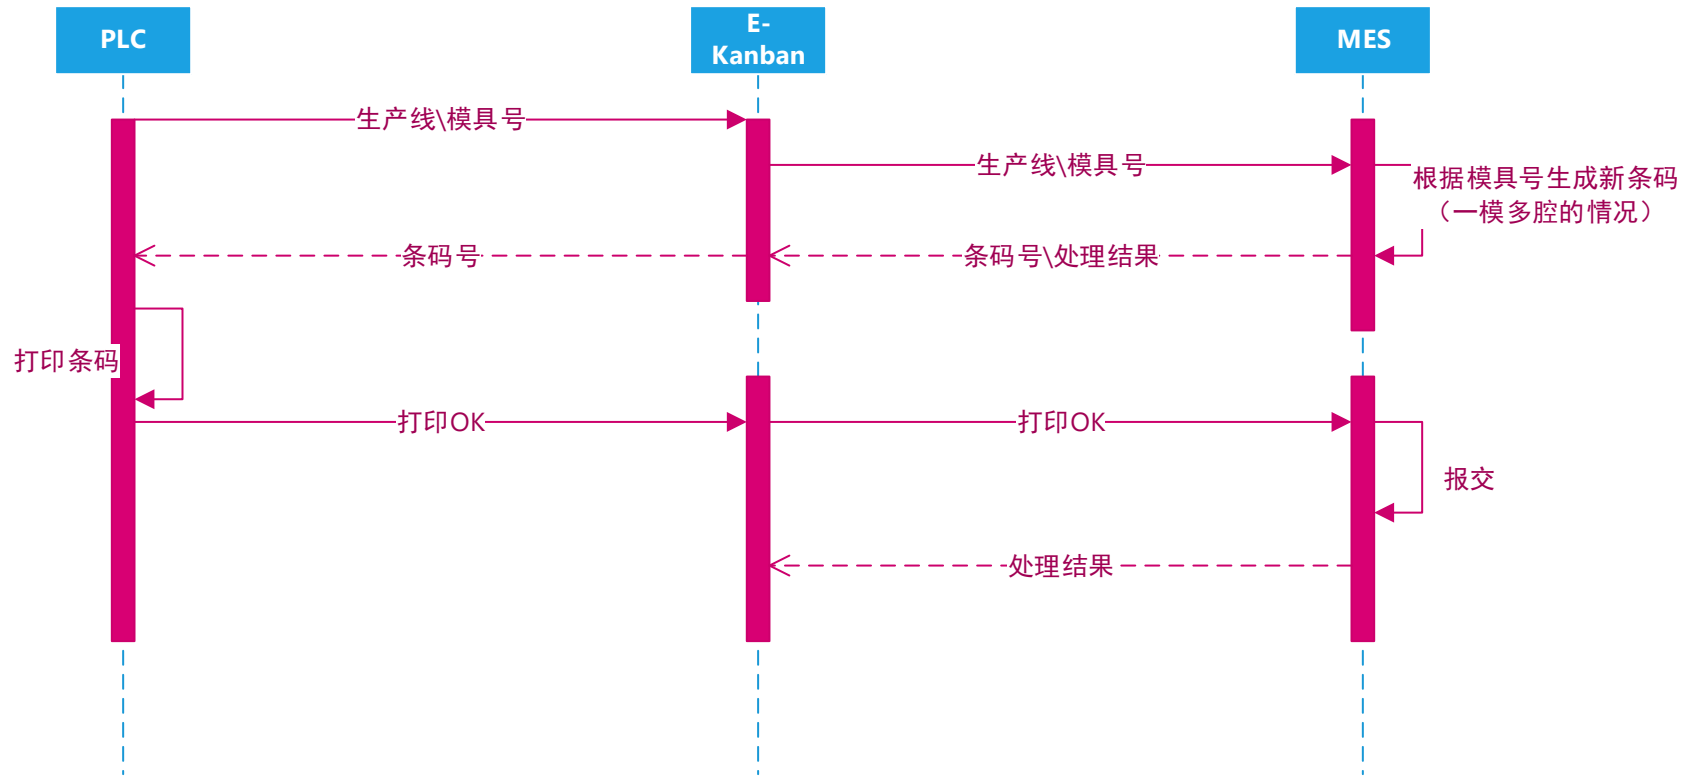 PLC
E-
Kanban
MES
生产线\模具号
生产线\模具号
根据模具号生成新条码
（一模多腔的情况）
条码号
条码号\处理结果
打印条码
打印OK
打印OK
报交
处理结果